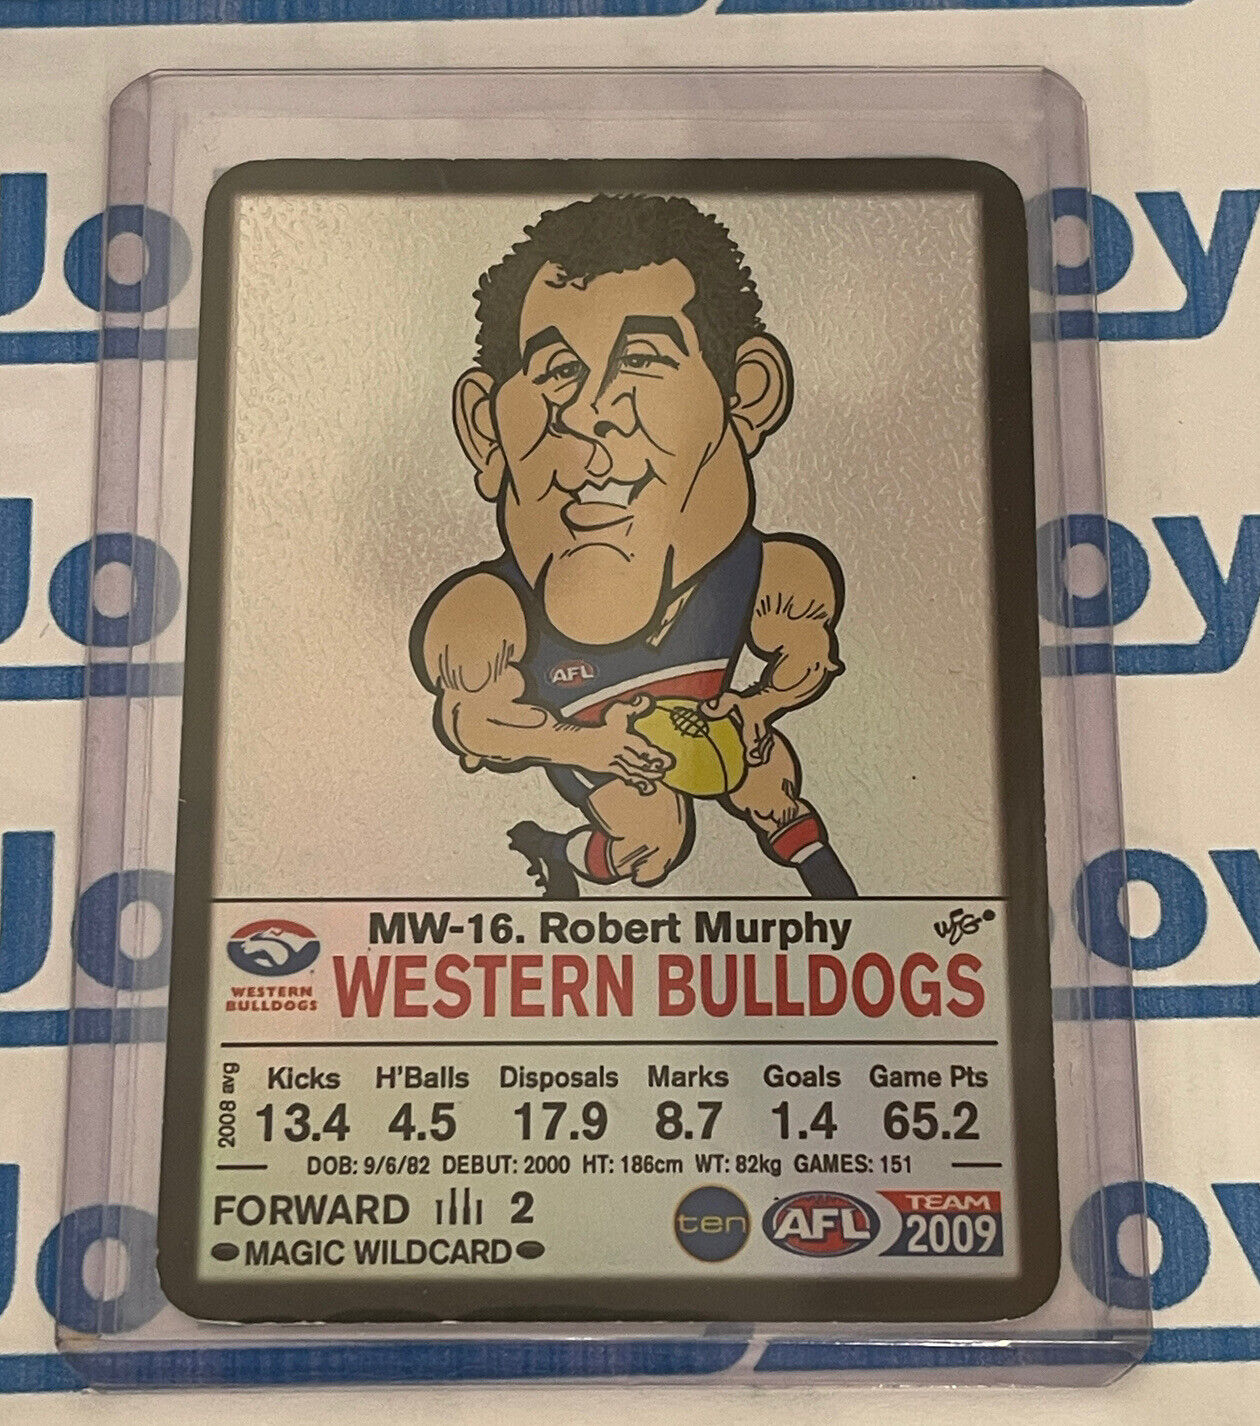 AFL
MW-16. Robert Murphy
WEG
WESTERN BULLDOGS
WESTERN
BULLDOGS
2008 avg
Kicks H'Balls Disposals Marks Goals Game Pts
13.4 4.5 17.9 8.7 1.4 65.2
DOB: 9/6/82 DEBUT: 2000 HT: 186cm WT: 82kg GAMES: 151
FORWARD 2
MAGIC WILDCARD
ten
AFL
TEAM
2009